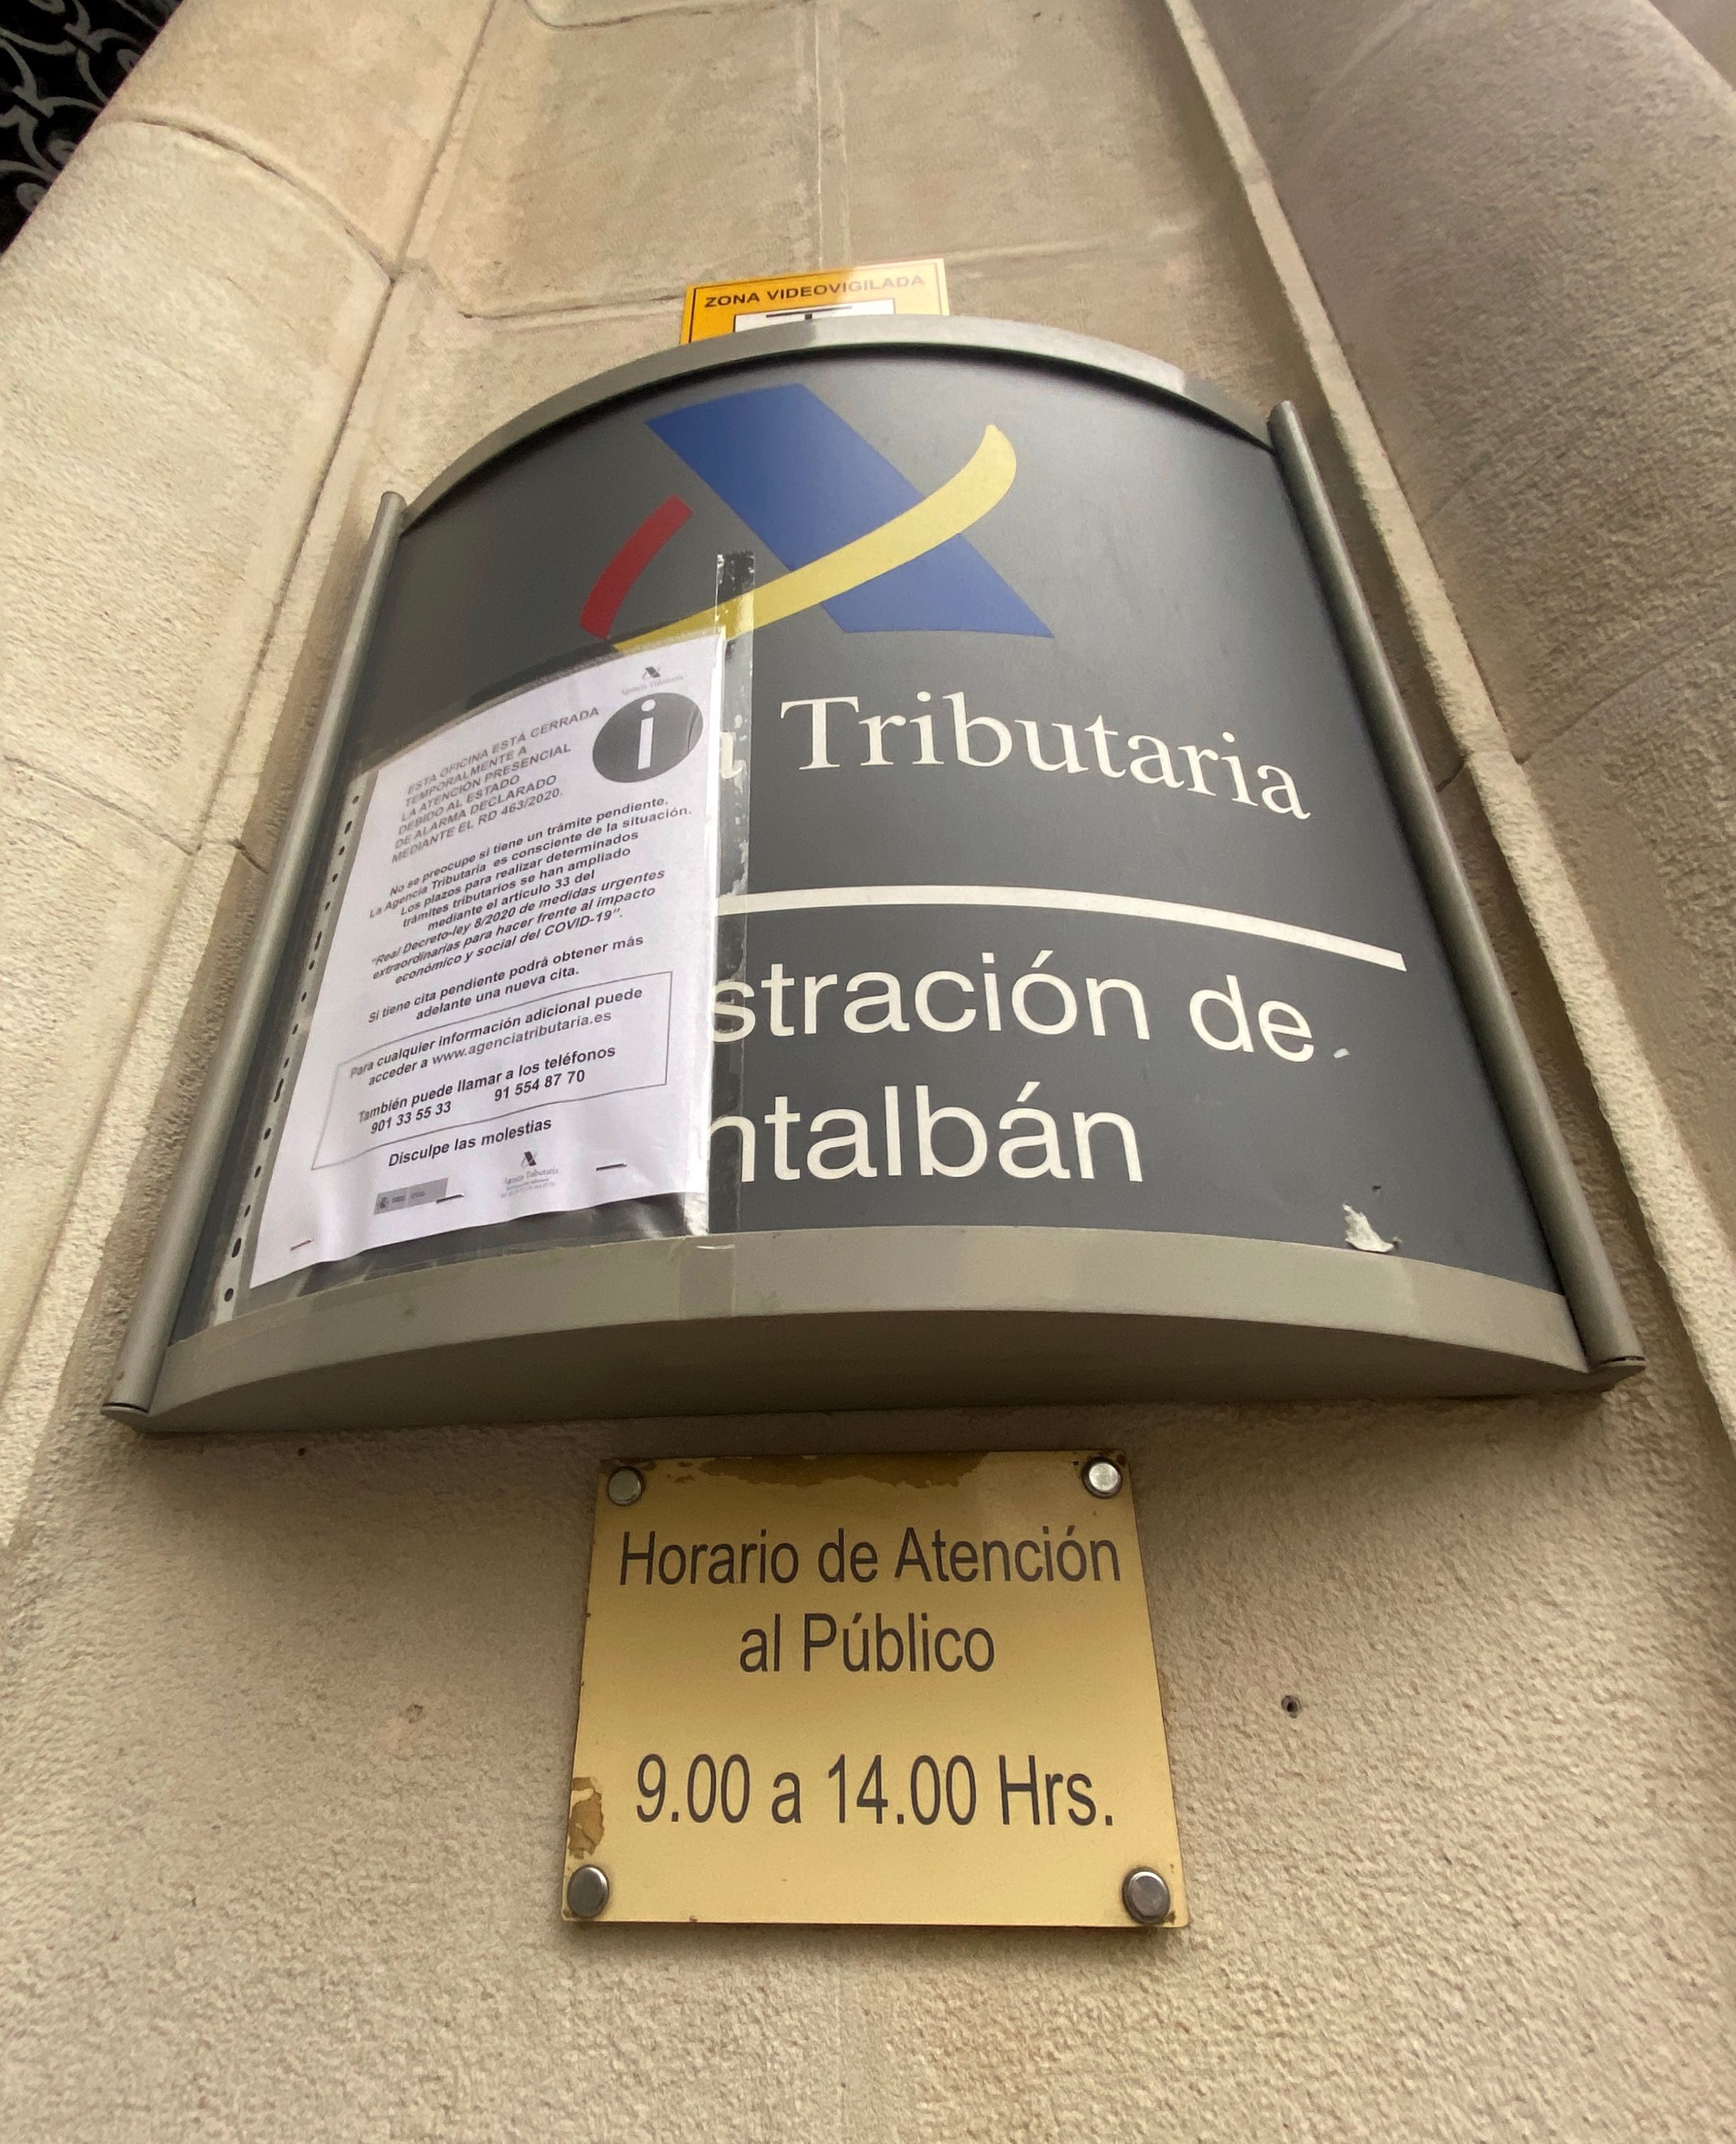 ZONA VIDEOVIGILADA
Tributaria
stración de
ntalbán
Agencia Tributaria
i
ESTA OFICINA ESTÁ CERRADA
TEMPORALMENTE A
LA ATENCIÓN PRESENCIAL
DEBIDO AL ESTADO
DE ALARMA DECLARADO
MEDIANTE EL RD 463/2020.
No se preocupe si tiene un trámite pendiente.
La Agencia Tributaria es consciente de la situación.
Los plazos para realizar determinados
trámites tributarios se han ampliado
mediante el artículo 33 del
"Real Decreto-ley 8/2020 de medidas urgentes
extraordinarias para hacer frente al impacto
económico y social del COVID-19".
Si tiene cita pendiente podrá obtener más
adelante una nueva cita.
Para cualquier información adicional puede
acceder a www.agenciatributaria.es
También puede llamar a los teléfonos
901 33 55 33 91 554 87 70
Disculpe las molestias
Agencia Tributaria
Horario de Atención
al Público
9.00 a 14.00 Hrs.